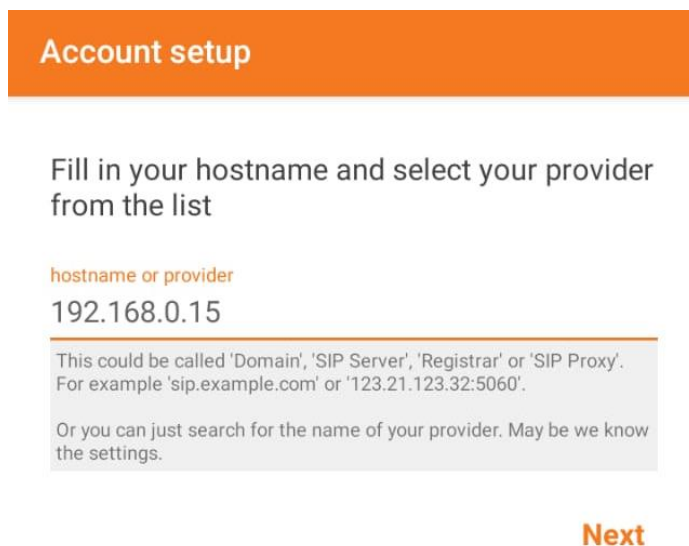 Account setup
Fill in your hostname and select your provider
from the list
hostname or provider
192.168.0.15
This could be called 'Domain', 'SIP Server', 'Registrar' or 'SIP Proxy'.
For example 'sip.example.com' or '123.21.123.32:5060'.
Or you can just search for the name of your provider. May be we know
the settings.
Next